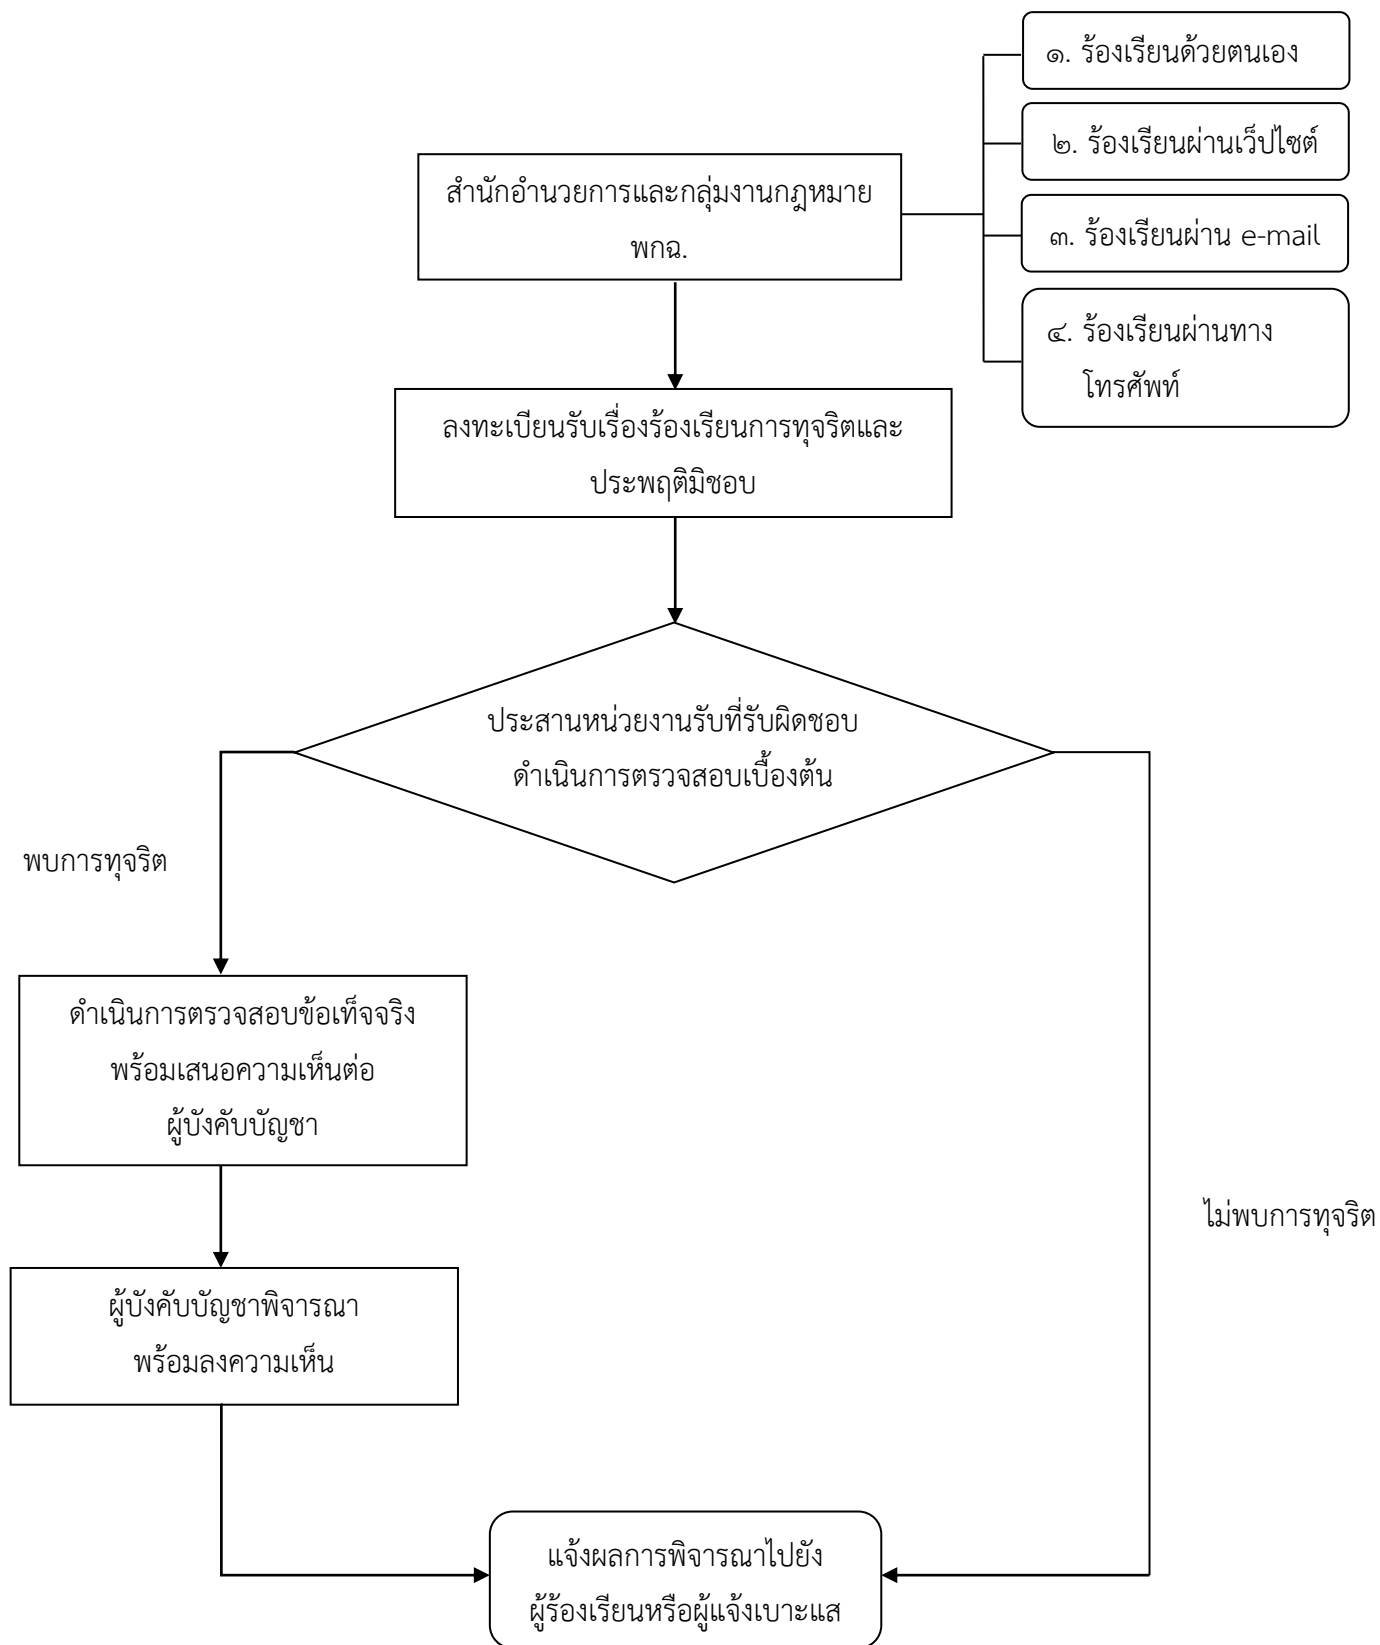 ๑. ร้องเรียนด้วยตนเอง
๒. ร้องเรียนผ่านเว็ปไซต์
๓. ร้องเรียนผ่าน e-mail
๔. ร้องเรียนผ่านทาง
โทรศัพท์
สำนักอำนวยการและกลุ่มงานกฎหมาย
พกฉ.
ลงทะเบียนรับเรื่องร้องเรียนการทุจริตและ
ประพฤติมิชอบ
ประสานหน่วยงานรับที่รับผิดชอบ
ดำเนินการตรวจสอบเบื้องต้น
พบการทุจริต
ดำเนินการตรวจสอบข้อเท็จจริง
พร้อมเสนอความเห็นต่อ
ผู้บังคับบัญชา
ไม่พบการทุจริต
ผู้บังคับบัญชาพิจารณา
พร้อมลงความเห็น
แจ้งผลการพิจารณาไปยัง
ผู้ร้องเรียนหรือผู้แจ้งเบาะแส